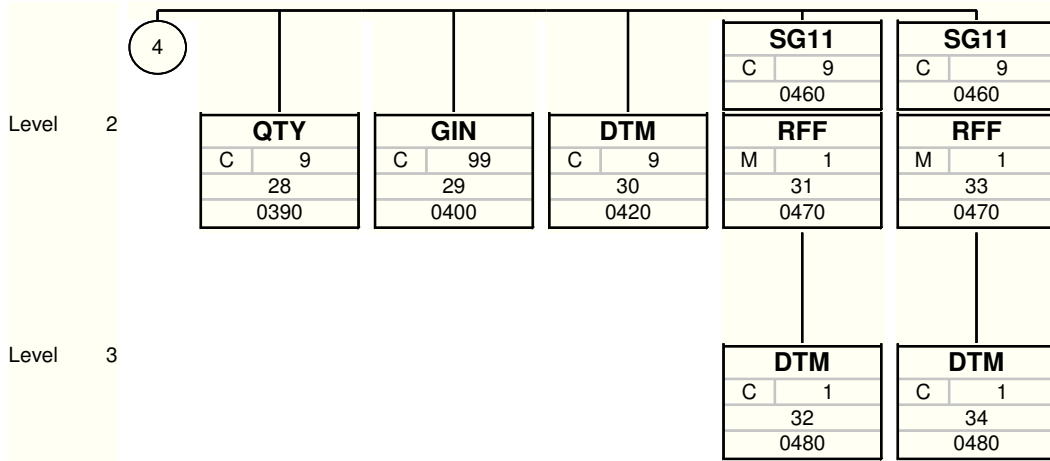 4
SG11 SG11
C 9 C 9
0460 0460
Level 2 QTY GIN DTM RFF RFF
C 9 C 99 C 9 M 1 M 1
28 29 30 31 33
0390 0400 0420 0470 0470
Level 3 DTM DTM
C 1 C 1
32 34
0480 0480